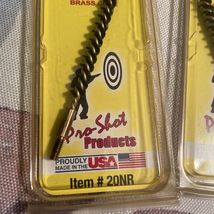 BRASS
Pro-Shot
Products
PROUDLY
MADE IN THE USA
Item # 20NR